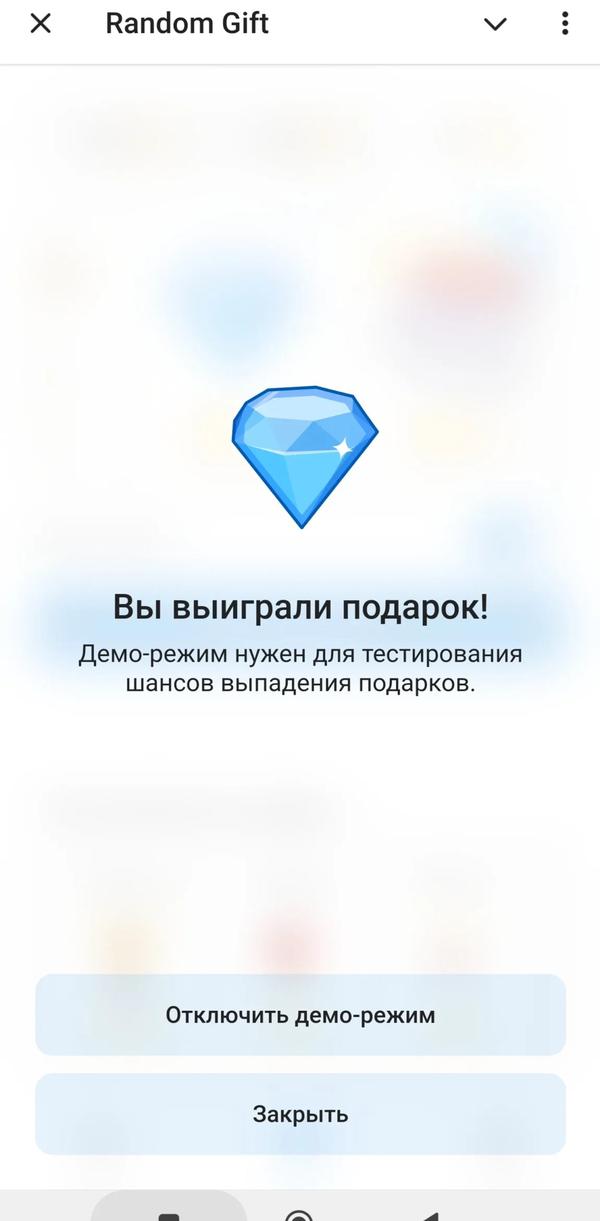 Random Gift
Вы выиграли подарок!
Демо-режим нужен для тестирования
шансов выпадения подарков.
Отключить демо-режим
Закрыть